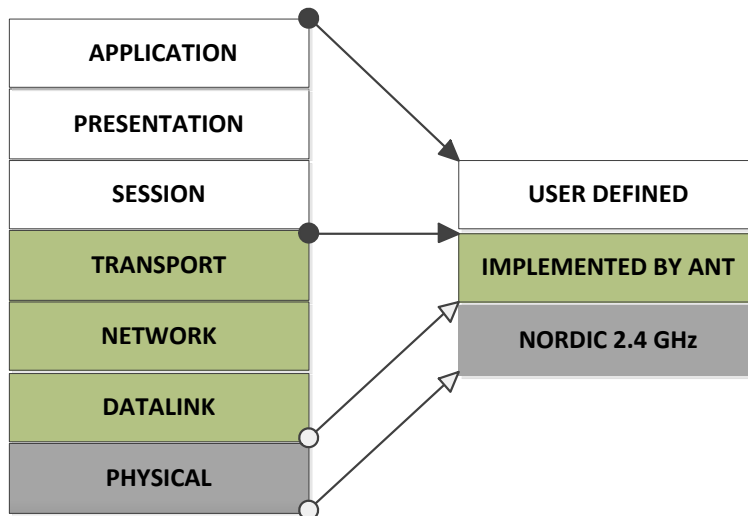 APPLICATION
PRESENTATION
SESSION
TRANSPORT
NETWORK
DATALINK
PHYSICAL
USER DEFINED
IMPLEMENTED BY ANT
NORDIC 2.4 GHz